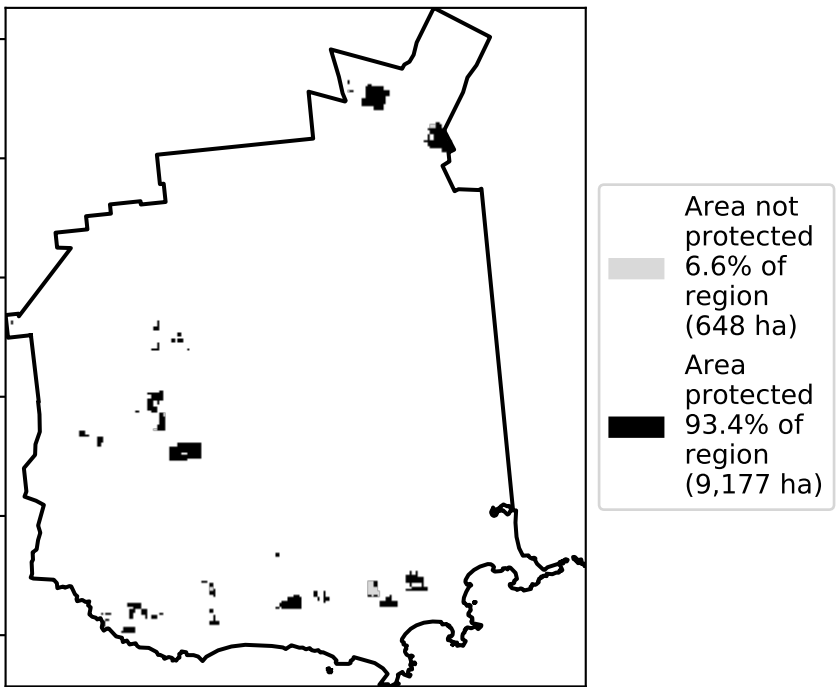 Area not
protected
6.6% of
region
(648 ha)
Area
protected
93.4% of
region
(9,177 ha)